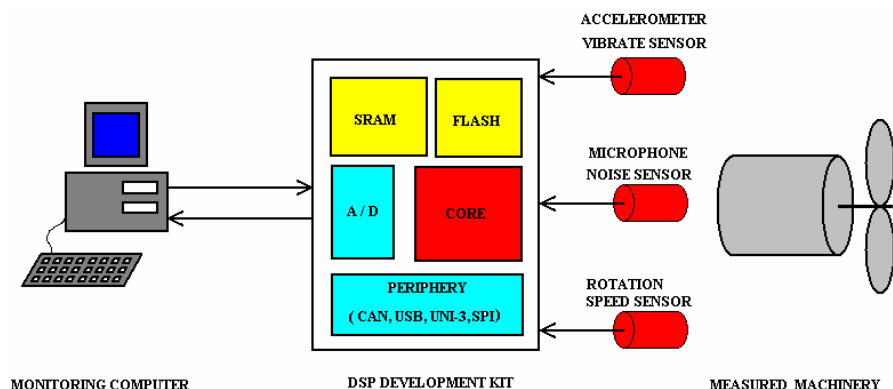 ACCELEROMETER
VIBRATE SENSOR
SRAM
FLASH
MICROPHONE
NOISE SENSOR
A / D
CORE
PERIPHERY
( CAN, USB, UNI-3,SPI)
ROTATION
SPEED SENSOR
MONITORING COMPUTER
DSP DEVELOPMENT KIT
MEASURED MACHINERY